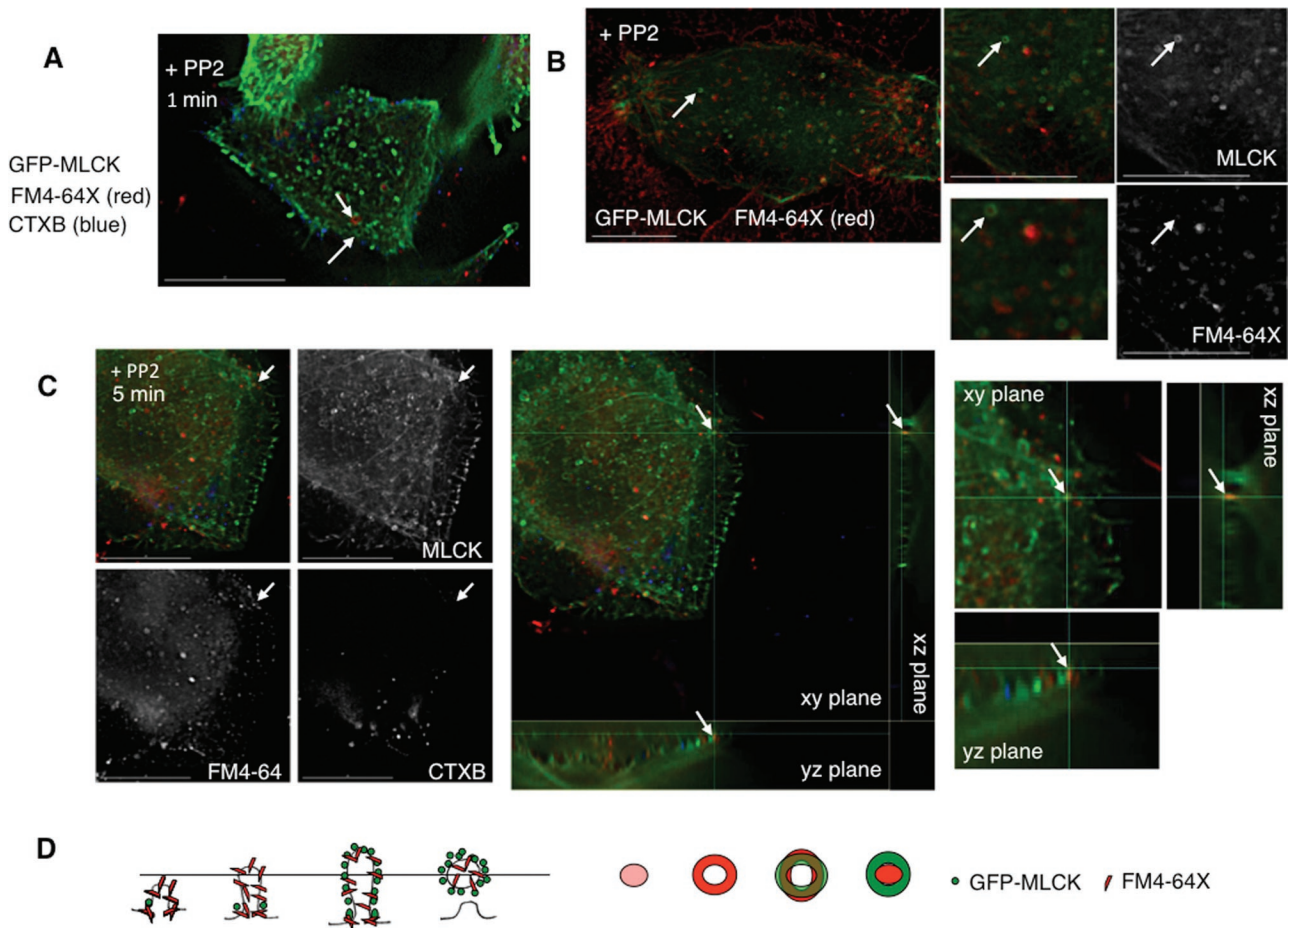 A
+ PP2
1 min
GFP-MLCK
FM4-64X (red)
CTXB (blue)
B
+ PP2
GFP-MLCK FM4-64X (red)
MLCK
FM4-64X
C
+ PP2
5 min
MLCK
FM4-64
CTXB
xy plane
xz plane
yz plane
xy plane
xz plane
yz plane
D
GFP-MLCK FM4-64X